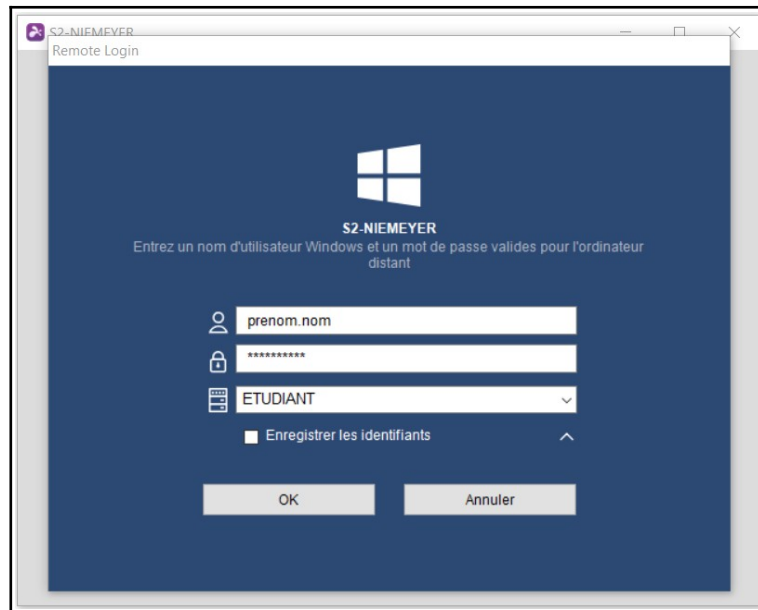 S2-NIEMEYER
Remote Login
S2-NIEMEYER
Entrez un nom d'utilisateur Windows et un mot de passe valides pour l'ordinateur
distant
prenom.nom
**********
ETUDIANT
Enregistrer les identifiants
OK Annuler